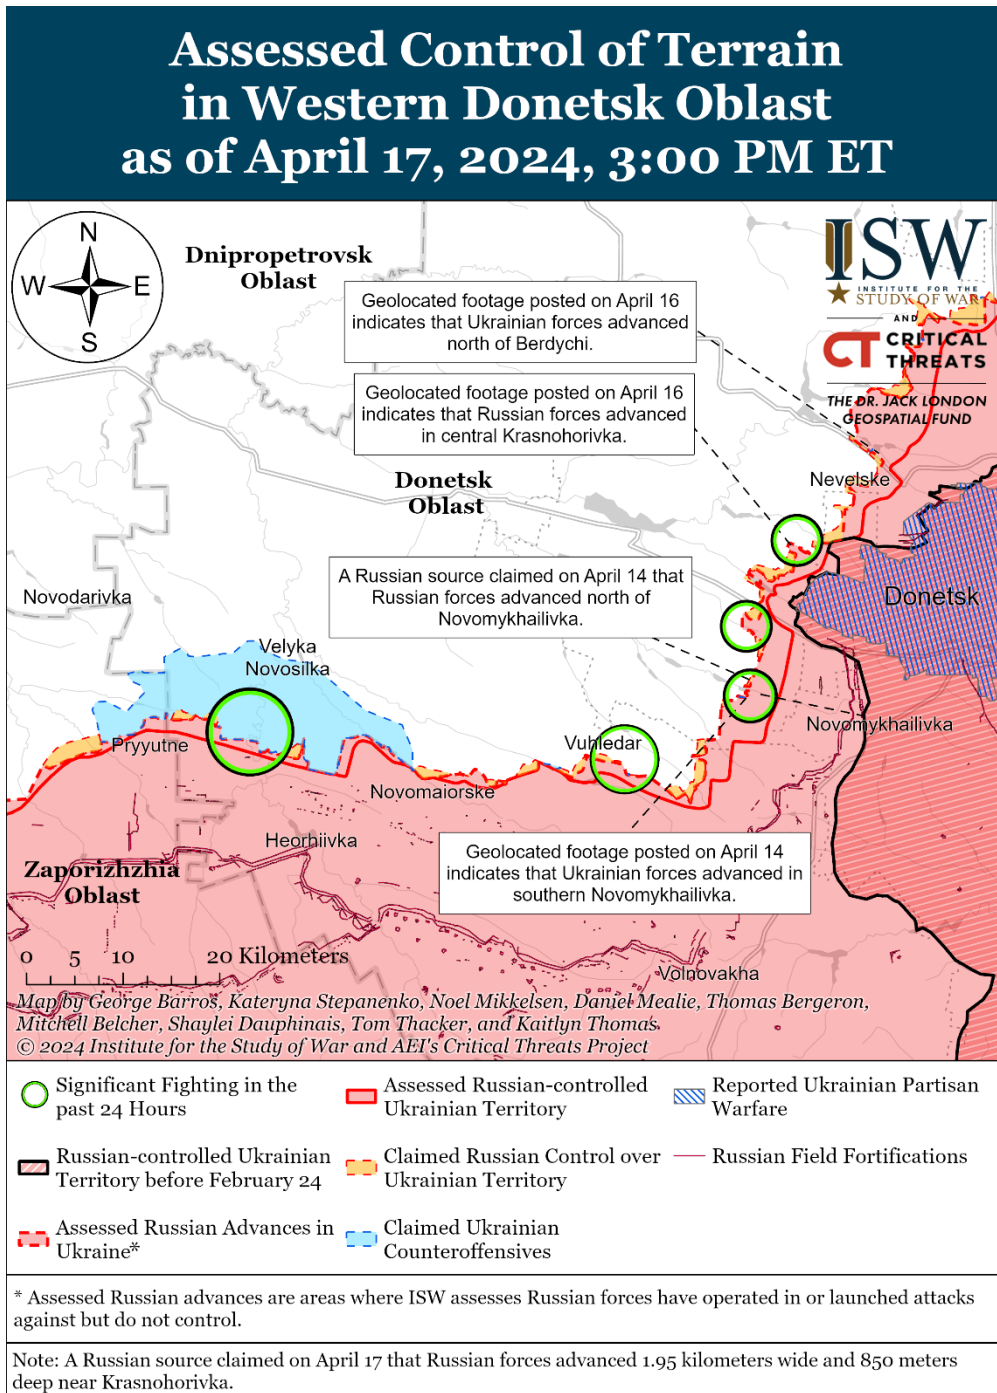 Assessed Control of Terrain
in Western Donetsk Oblast
as of April 17, 2024, 3:00 PM ET
N
W
E
S
Dnipropetrovsk
Oblast
ISW
INSTITUTE FOR THE
STUDY OF WAR
AND
CT CRITICAL
THREATS
THE DR. JACK LONDON
GEOSPATIAL FUND
Geolocated footage posted on April 16
indicates that Ukrainian forces advanced
north of Berdychi.
Geolocated footage posted on April 16
indicates that Russian forces advanced
in central Krasnohorivka.
Donetsk
Oblast
Nevelske
A Russian source claimed on April 14 that
Russian forces advanced north of
Novomykhailivka.
Donetsk
Novodarivka
Velyka
Novosilka
Pryyutne
Vuhledar
Novomykhailivka
Novomaiorske
Heorhiivka
Geolocated footage posted on April 14
indicates that Ukrainian forces advanced in
southern Novomykhailivka.
Zaporizhzhia
Oblast
0 5 10 20 Kilometers
Volnovakha
Map by George Barros, Kateryna Stepanenko, Noel Mikkelsen, Daniel Mealie, Thomas Bergeron,
Mitchell Belcher, Shaylei Dauphinais, Tom Thacker, and Kaitlyn Thomas
© 2024 Institute for the Study of War and AEI's Critical Threats Project
Significant Fighting in the
past 24 Hours
Assessed Russian-controlled
Ukrainian Territory
Reported Ukrainian Partisan
Warfare
Russian-controlled Ukrainian
Territory before February 24
Claimed Russian Control over
Ukrainian Territory
Russian Field Fortifications
Assessed Russian Advances in
Ukraine*
Claimed Ukrainian
Counteroffensives
* Assessed Russian advances are areas where ISW assesses Russian forces have operated in or launched attacks
against but do not control.
Note: A Russian source claimed on April 17 that Russian forces advanced 1.95 kilometers wide and 850 meters
deep near Krasnohorivka.